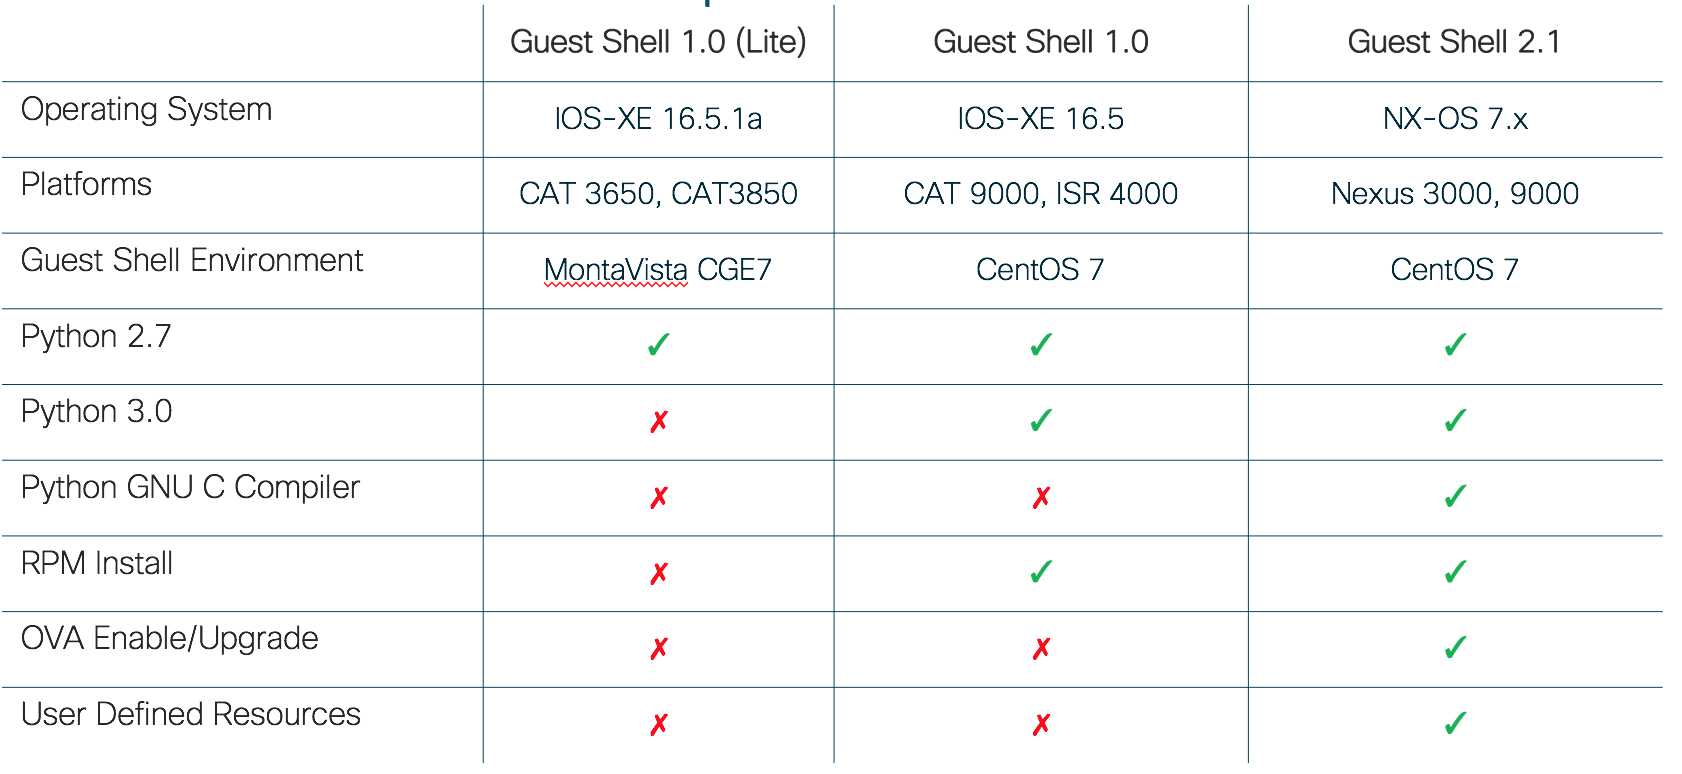 Guest Shell 1.0 (Lite) Guest Shell 1.0 Guest Shell 2.1
Operating System IOS-XE 16.5.1a IOS-XE 16.5 NX-OS 7.x
Platforms CAT 3650, CAT3850 CAT 9000, ISR 4000 Nexus 3000, 9000
Guest Shell Environment MontaVista CGE7 CentOS 7 CentOS 7
Python 2.7 ✓ ✓ ✓
Python 3.0 ✗ ✓ ✓
Python GNU C Compiler ✗ ✗ ✓
RPM Install ✗ ✓ ✓
OVA Enable/Upgrade ✗ ✗ ✓
User Defined Resources ✗ ✗ ✓